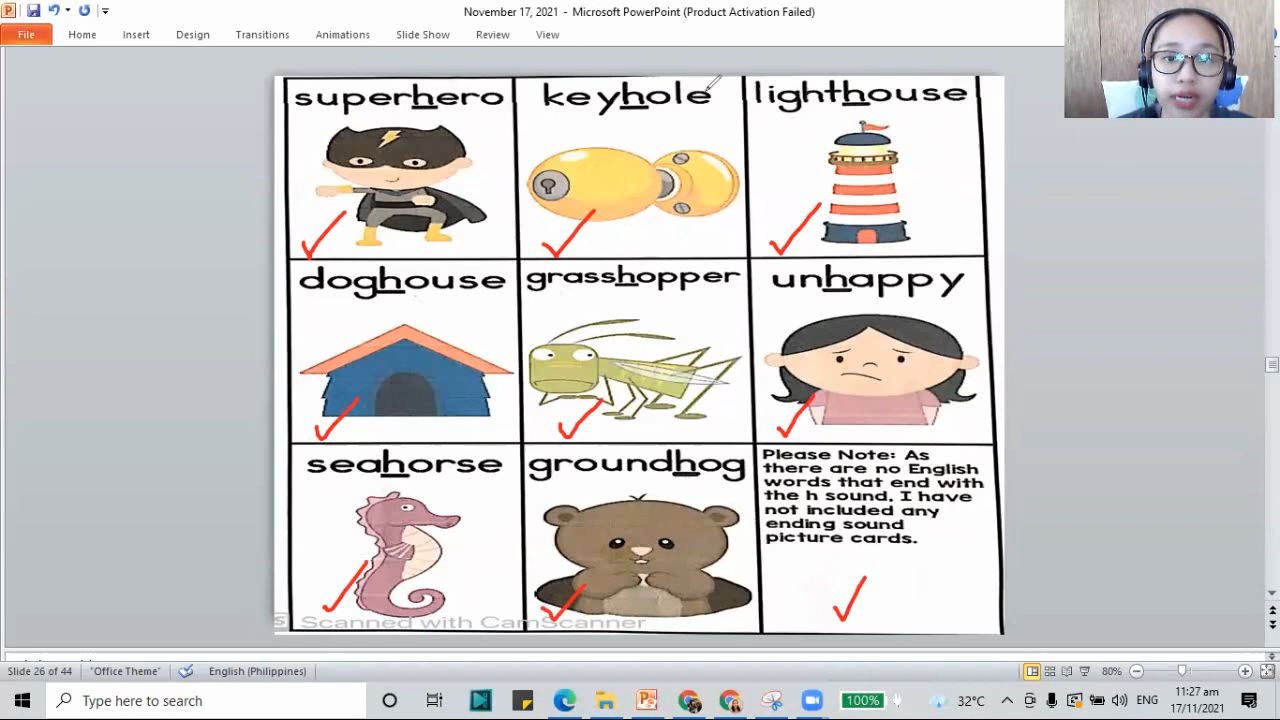 November 17, 2021 - Microsoft PowerPoint (Product Activation Failed)
File Home Insert Design Transitions Animations Slide Show Review View
superhero keyhole lighthouse
doghouse grasshopper unhappy
seahorse groundhog
Please Note: As
there are no English
words that end with
the h sound, I have
not included any
ending sound
picture cards.
Scanned with CamScanner
Slide 26 of 44 "Office Theme" English (Philippines) 80%
Type here to search 100% 32°C ENG 11:27 am
17/11/2021